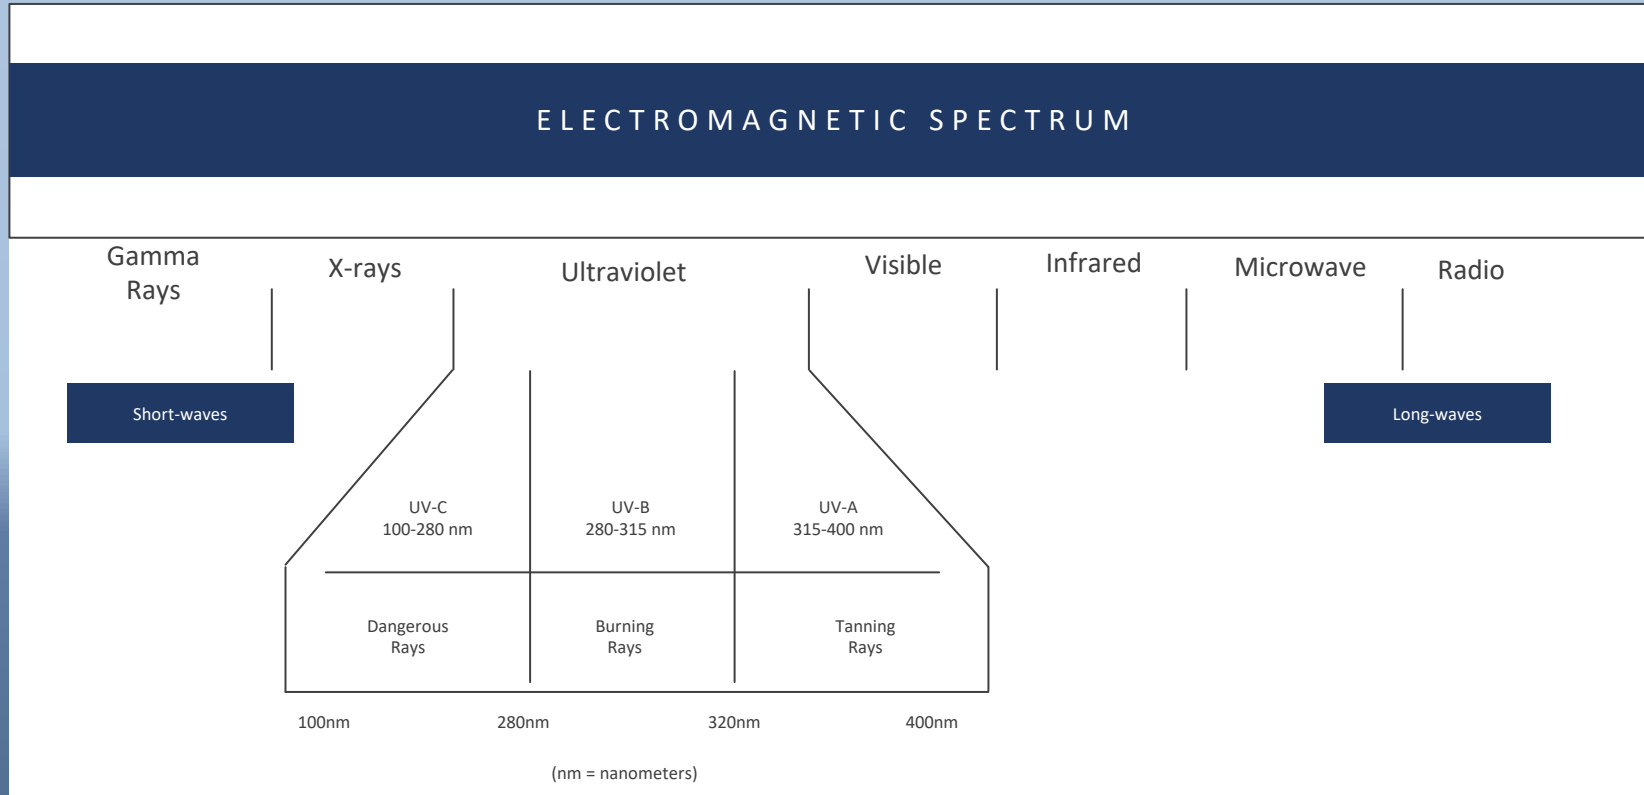 ELECTROMAGNETIC SPECTRUM
Gamma
Rays
X-rays
Ultraviolet
Visible
Infrared
Microwave
Radio
Short-waves
Long-waves
UV-C
100-280 nm
UV-B
280-315 nm
UV-A
315-400 nm
Dangerous
Rays
Burning
Rays
Tanning
Rays
100nm
280nm
320nm
400nm
(nm = nanometers)